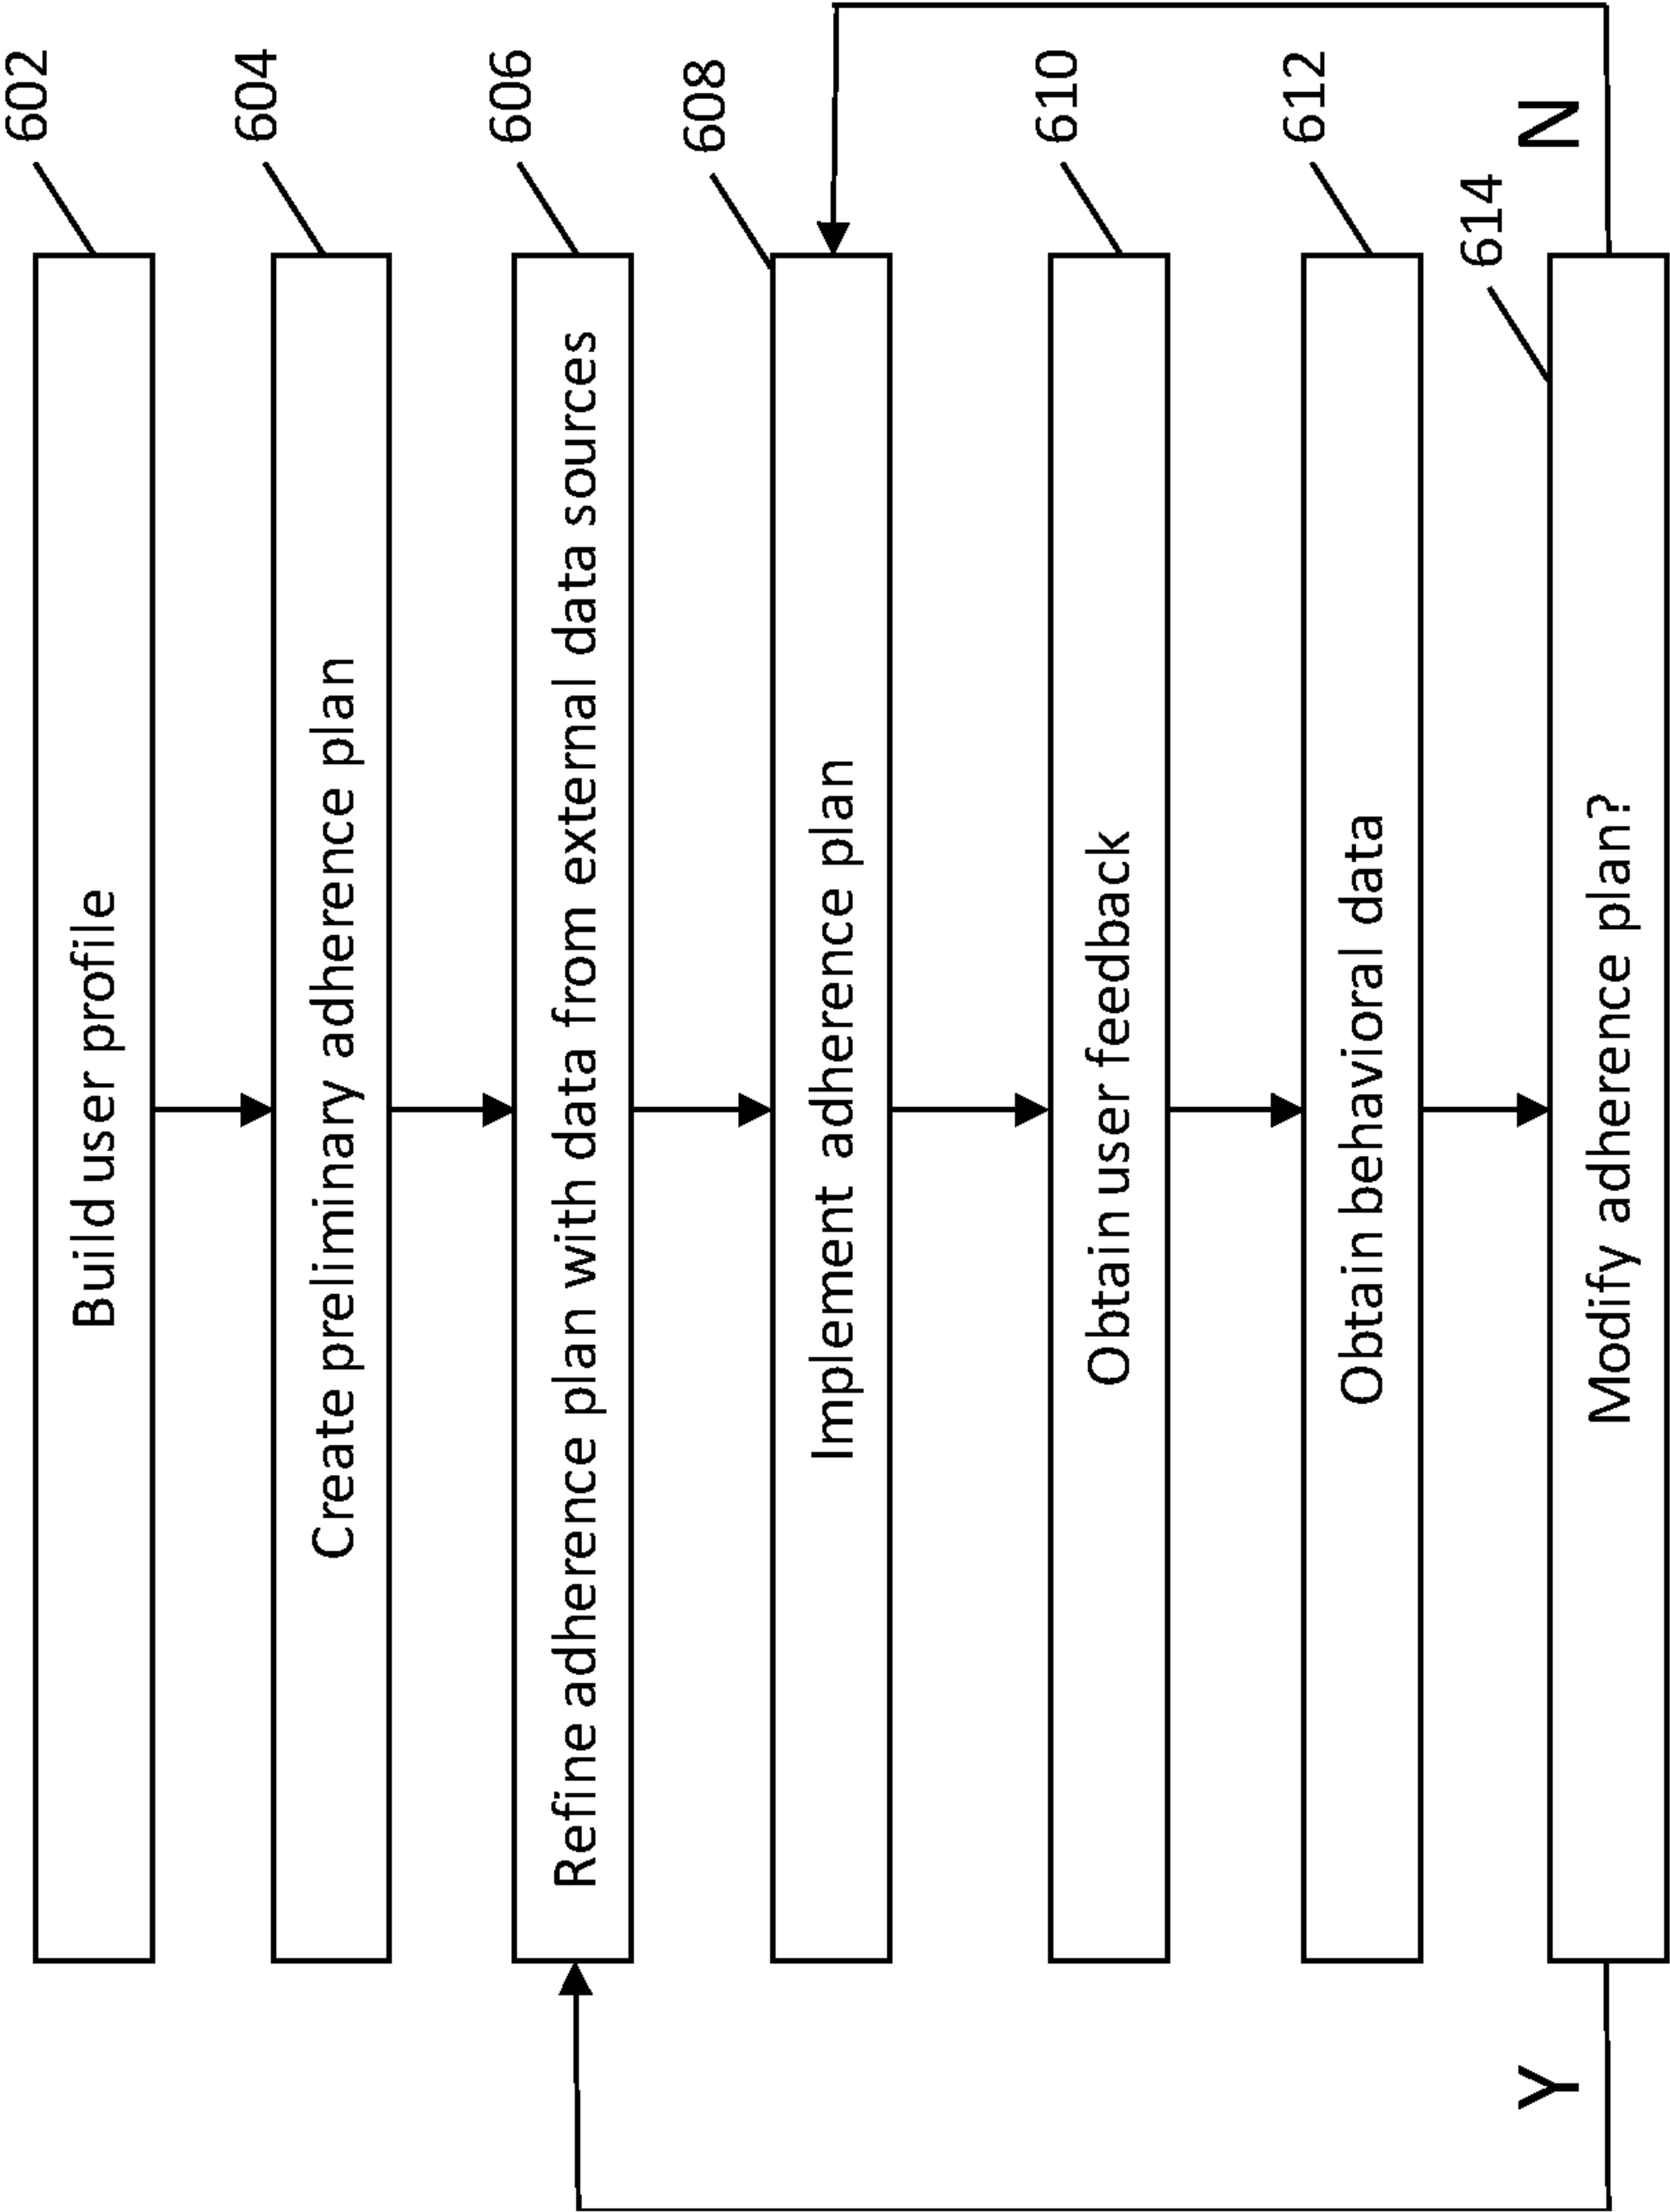 602
Build user profile
604
Create preliminary adherence plan
606
Refine adherence plan with data from external data sources
608
Implement adherence plan
610
Obtain user feedback
612
Obtain behavioral data
614
Modify adherence plan?
Y
N